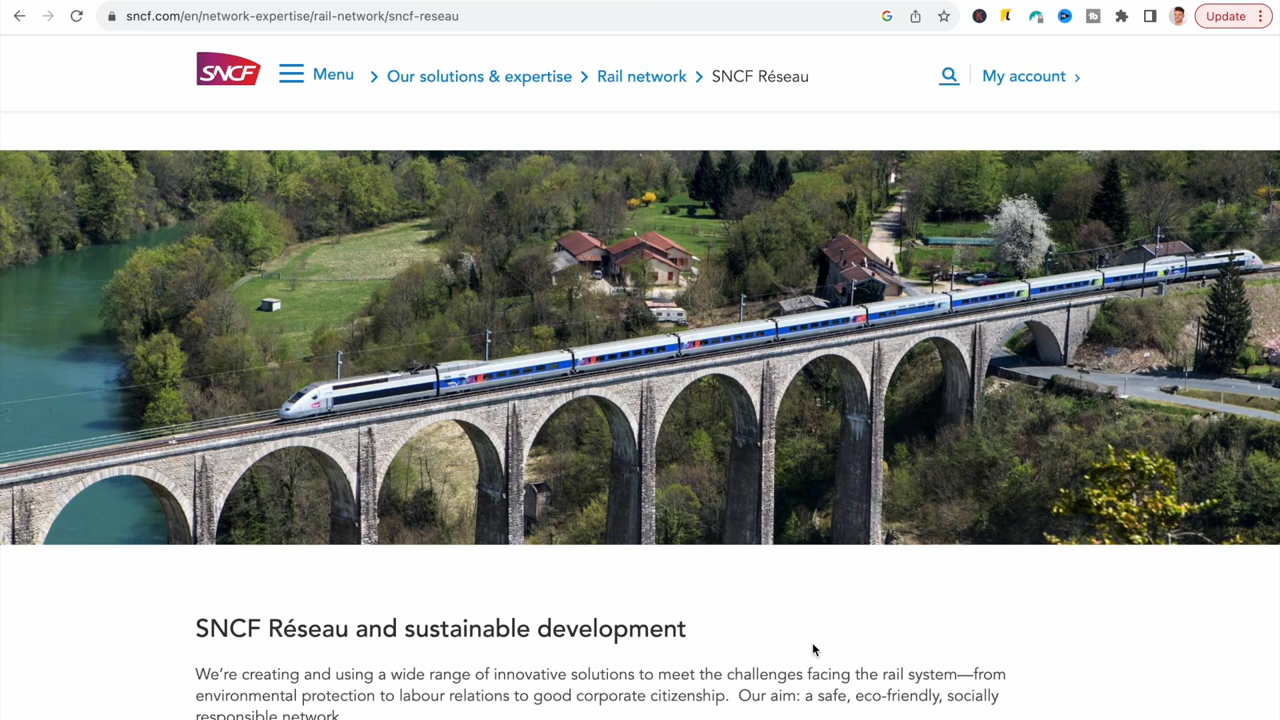 sncf.com/en/network-expertise/rail-network/sncf-reseau
Update
SNCF
Menu
Our solutions & expertise
Rail network
SNCF Réseau
My account
SNCF Réseau and sustainable development
We're creating and using a wide range of innovative solutions to meet the challenges facing the rail system—from
environmental protection to labour relations to good corporate citizenship. Our aim: a safe, eco-friendly, socially
responsible network.